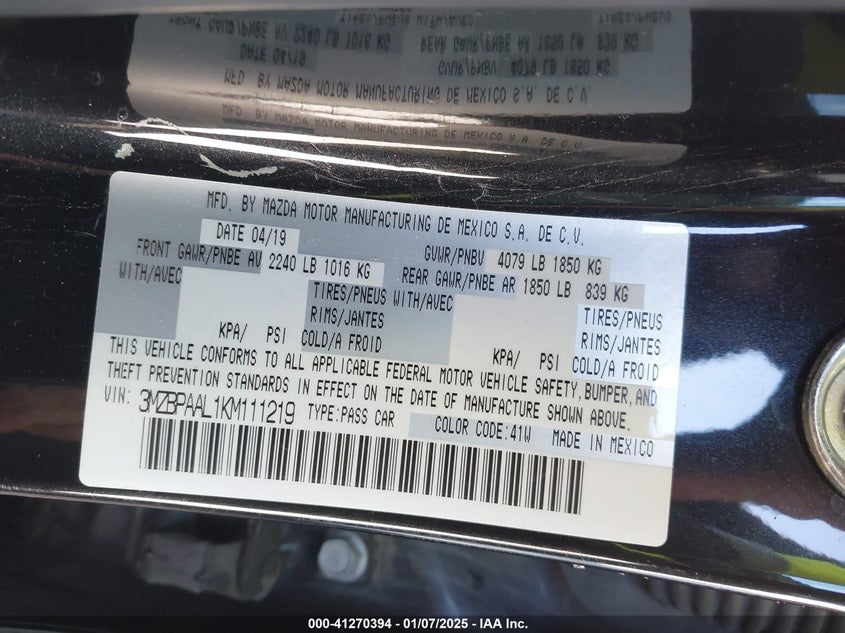 MFD. BY MAZDA MOTOR MANUFACTURING DE MEXICO S.A. DE C.V.
DATE 04/19 GVWR/PNBV 4079 LB 1850 KG
FRONT GAWR/PNBE AV 2240 LB 1016 KG REAR GAWR/PNBE AR 1850 LB 839 KG
WITH/AVEC TIRES/PNEUS WITH/AVEC TIRES/PNEUS
RIMS/JANTES RIMS/JANTES
KPA/ PSI COLD/A FROID KPA/ PSI COLD/A FROID
THIS VEHICLE CONFORMS TO ALL APPLICABLE FEDERAL MOTOR VEHICLE SAFETY, BUMPER, AND
THEFT PREVENTION STANDARDS IN EFFECT ON THE DATE OF MANUFACTURE SHOWN ABOVE.
VIN: 3MZBPAAL1KM111219 TYPE:PASS CAR COLOR CODE:41W MADE IN MEXICO
000-41270394 - 01/07/2025 - IAA Inc.